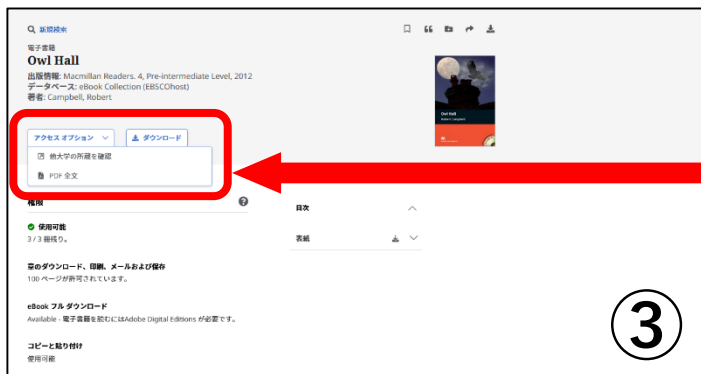 新規検索
電子書籍
Owl Hall
出版情報: Macmillan Readers. 4, Pre-intermediate Level, 2012
データベース: eBook Collection (EBSCOhost)
著者: Campbell, Robert
Owl Hall
アクセス オプション
ダウンロード
他大学の所蔵を確認
PDF 全文
権限
使用可能
3 / 3 冊残り。
章のダウンロード、印刷、メールおよび保存
100 ページが許可されています。
eBook フル ダウンロード
Available - 電子書籍を読むにはAdobe Digital Editions が必要です。
コピーと貼り付け
使用可能
目次
表紙
③